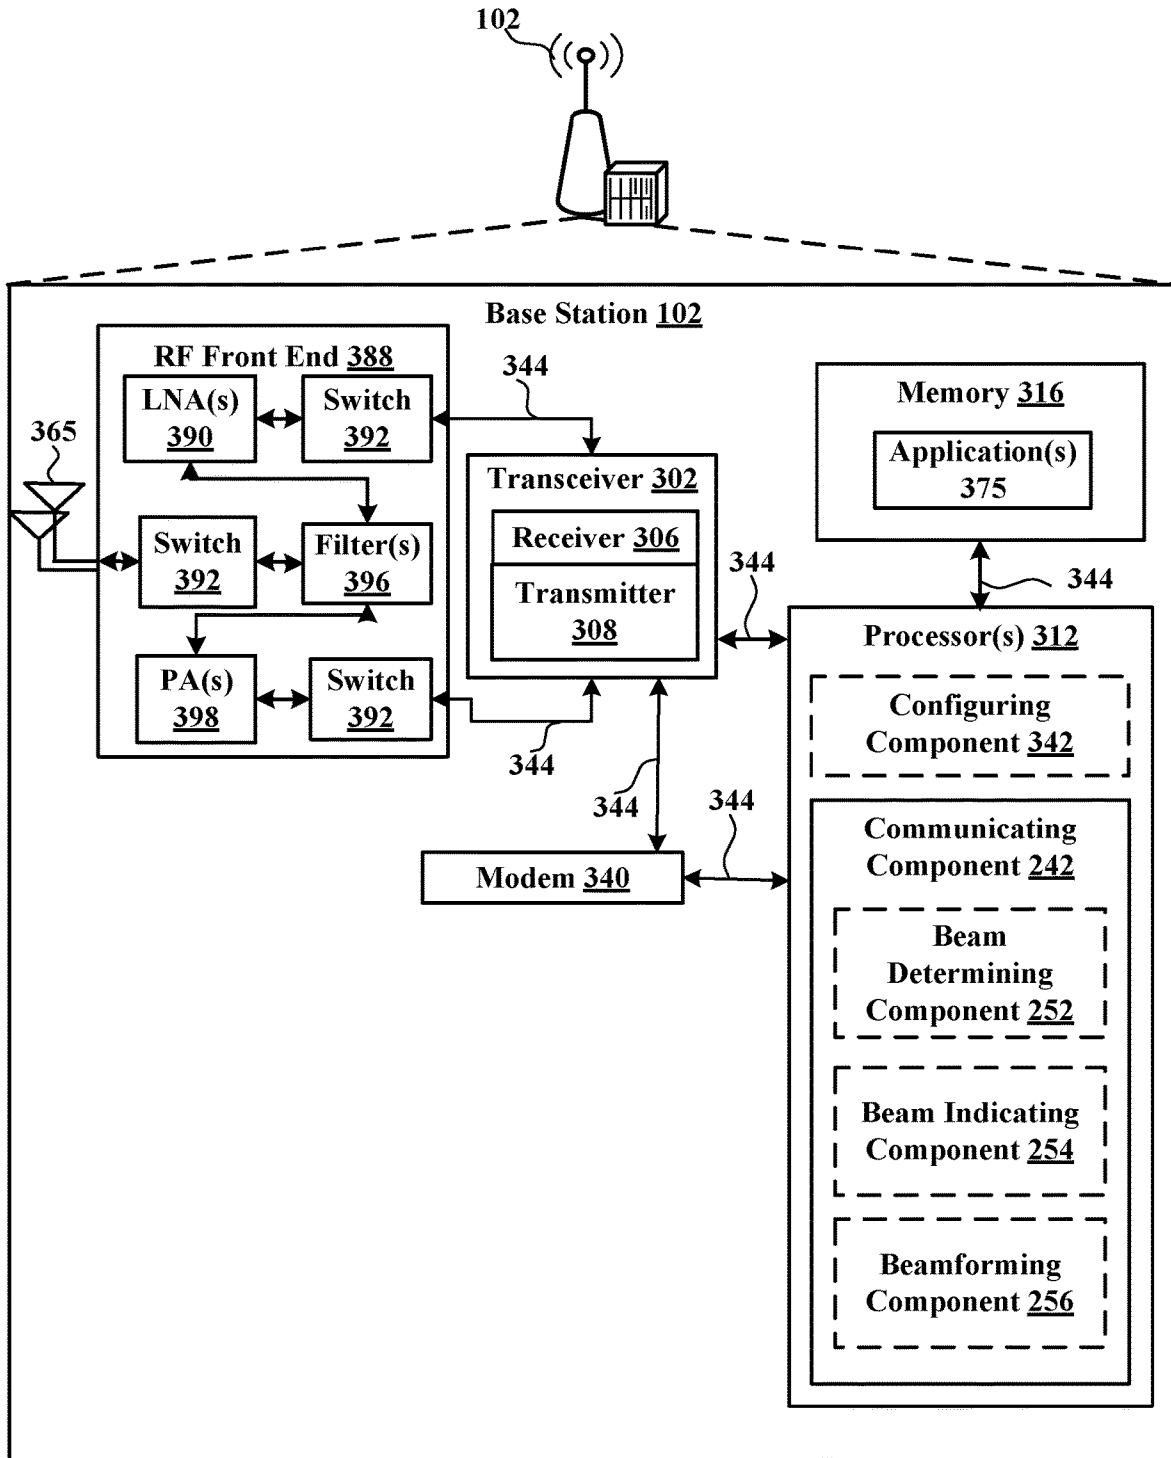 102
Base Station 102
RF Front End 388
LNA(s)
390
Switch
392
344
365
Switch
392
Filter(s)
396
PA(s)
398
Switch
392
344
Transceiver 302
Receiver 306
Transmitter
308
344
344
Modem 340
344
Memory 316
Application(s)
375
344
Processor(s) 312
Configuring
Component 342
Communicating
Component 242
Beam
Determining
Component 252
Beam Indicating
Component 254
Beamforming
Component 256